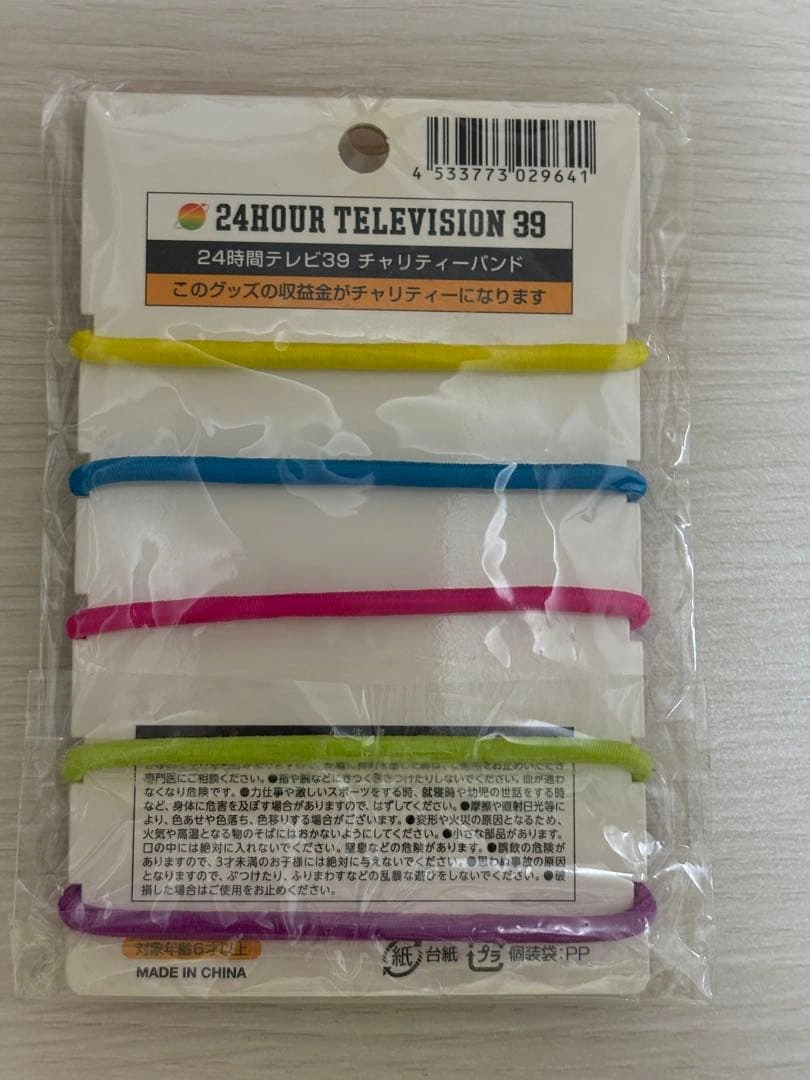 4 533773 029641
24HOUR TELEVISION 39
24時間テレビ39 チャリティーバンド
このグッズの収益金がチャリティーになります
注 意
をお止めいただき
専門医にご相談ください。●指や腕などにきつく巻きつけたりしないでください。血が通わ
なくなり危険です。●力仕事や激しいスポーツをする時、就寝時や幼児の世話をする時
など、身体に危害を及ぼす場合がありますので、はずしてください。●摩擦や直射日光等に
より、色あせや色落ち、色移りする場合がございます。●変形や火災の原因となるため、
火気や高温となる物のそばにはおかないようにしてください。●小さな部品があります。
口の中には絶対に入れないでください。窒息などの危険があります。●誤飲の危険が
ありますので、3才未満のお子様には絶対に与えないでください。●思わぬ事故の原因
となりますので、ぶつけたり、ふりまわすなどの乱暴な遊びをしないでください。●破
損した場合はご使用をお止めください。
対象年齢6才以上
MADE IN CHINA
紙 台紙 プラ 個装袋:PP